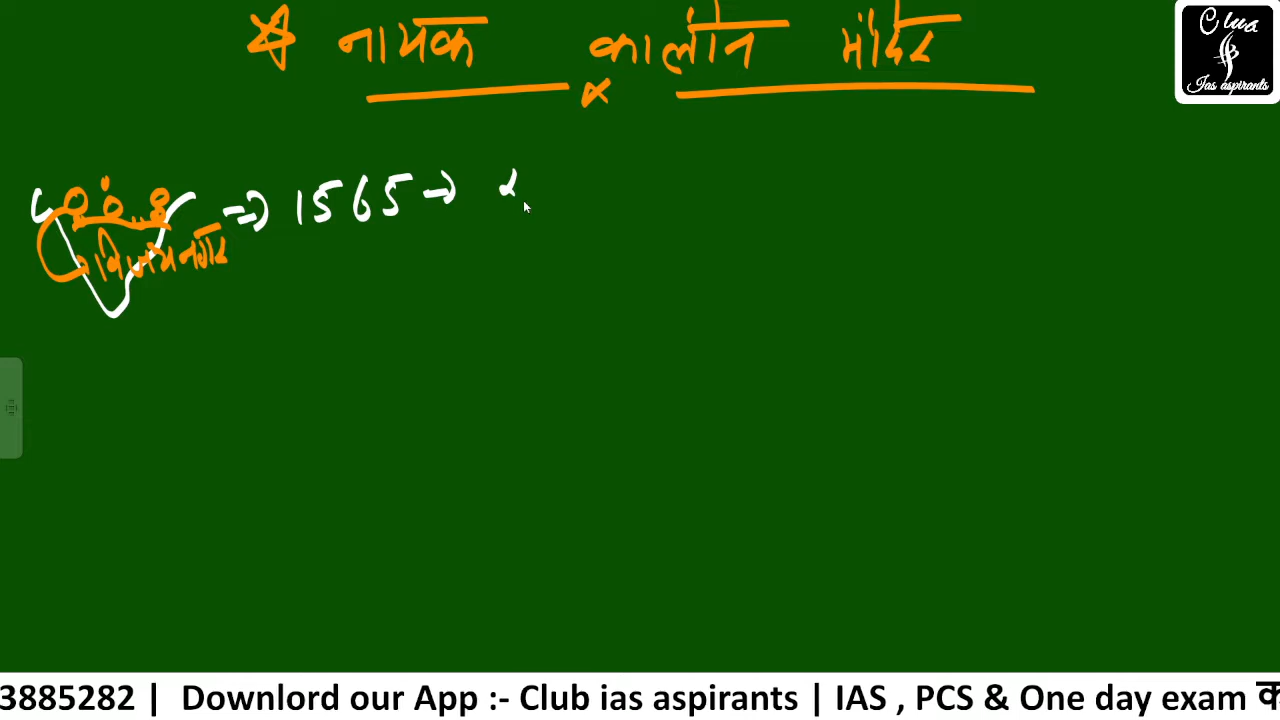 नायक कालीन मंदिर
Club
Ias aspirants
⇒ 1565 →
विजयनगर
3885282 | Downlord our App :- Club ias aspirants | IAS , PCS & One day exam क